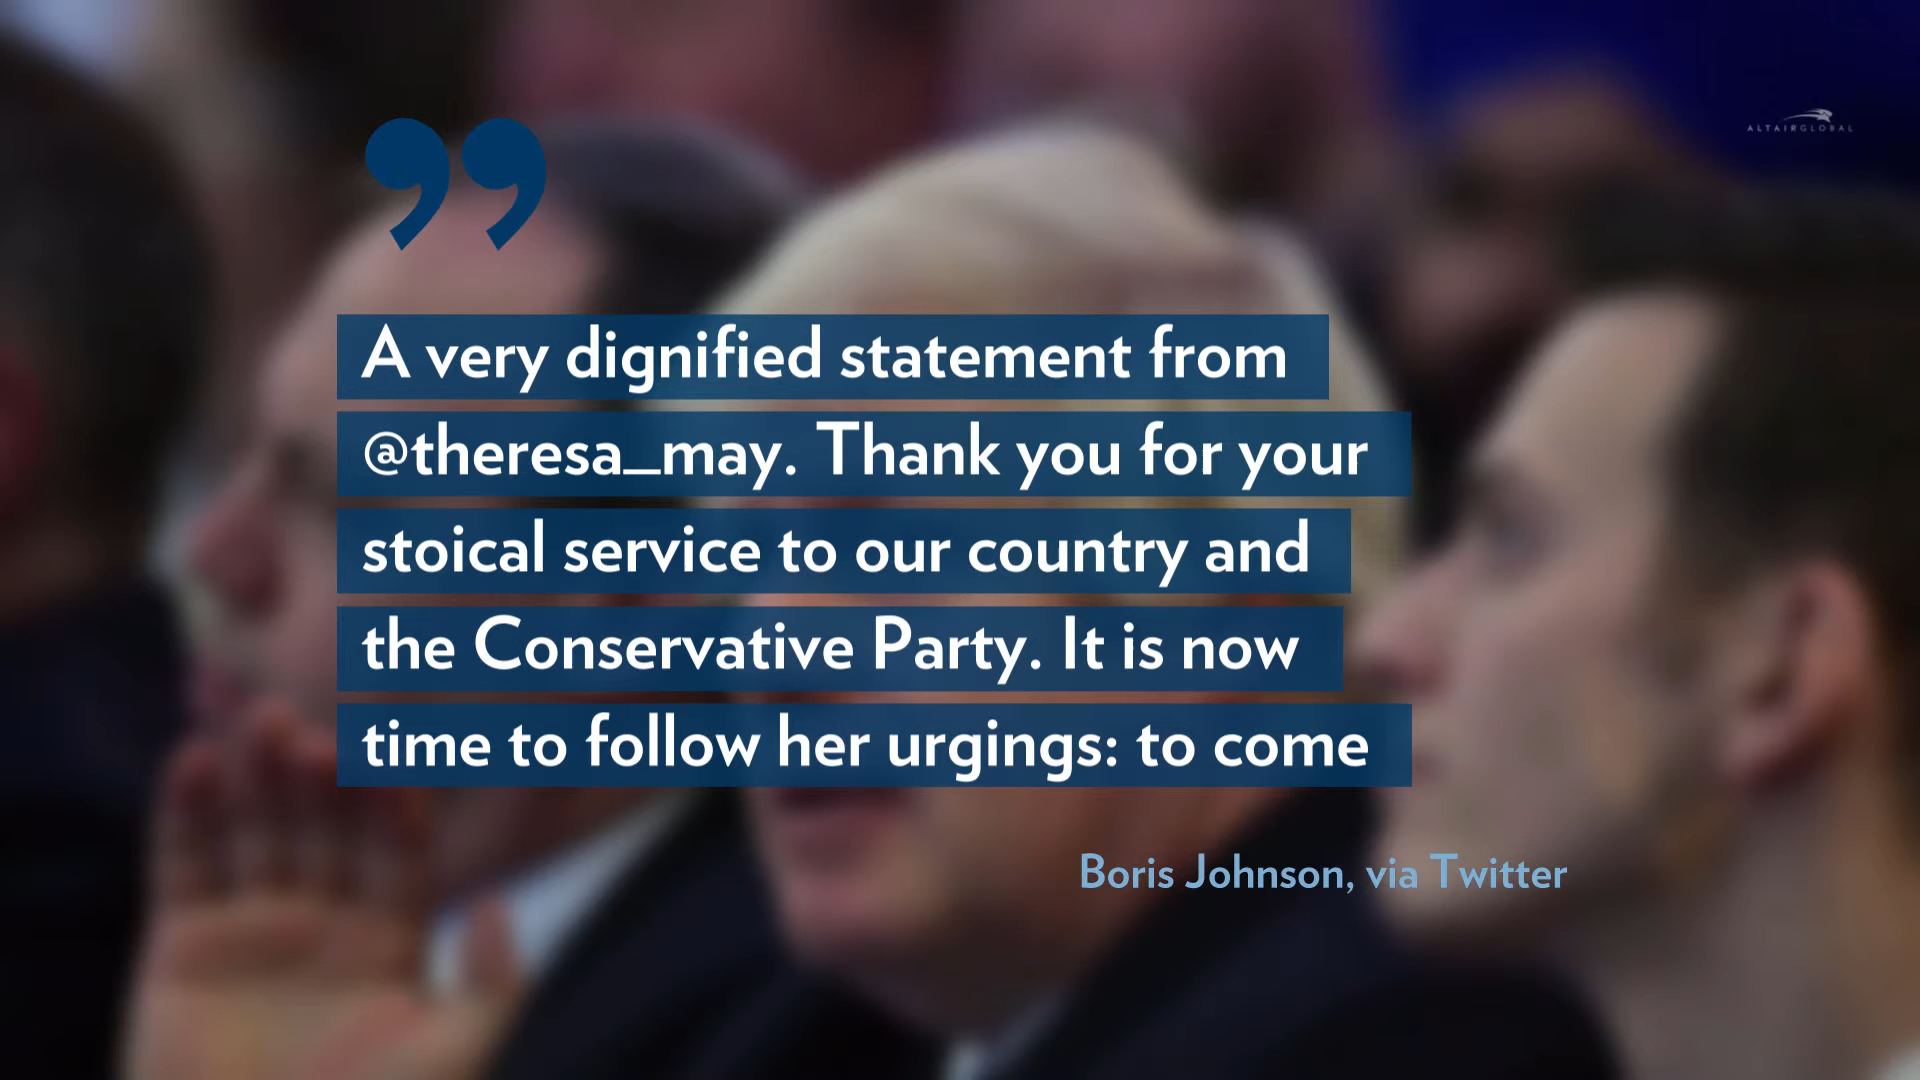 ALTAIRGLOBAL
”
A very dignified statement from
@theresa_may. Thank you for your
stoical service to our country and
the Conservative Party. It is now
time to follow her urgings: to come
Boris Johnson, via Twitter